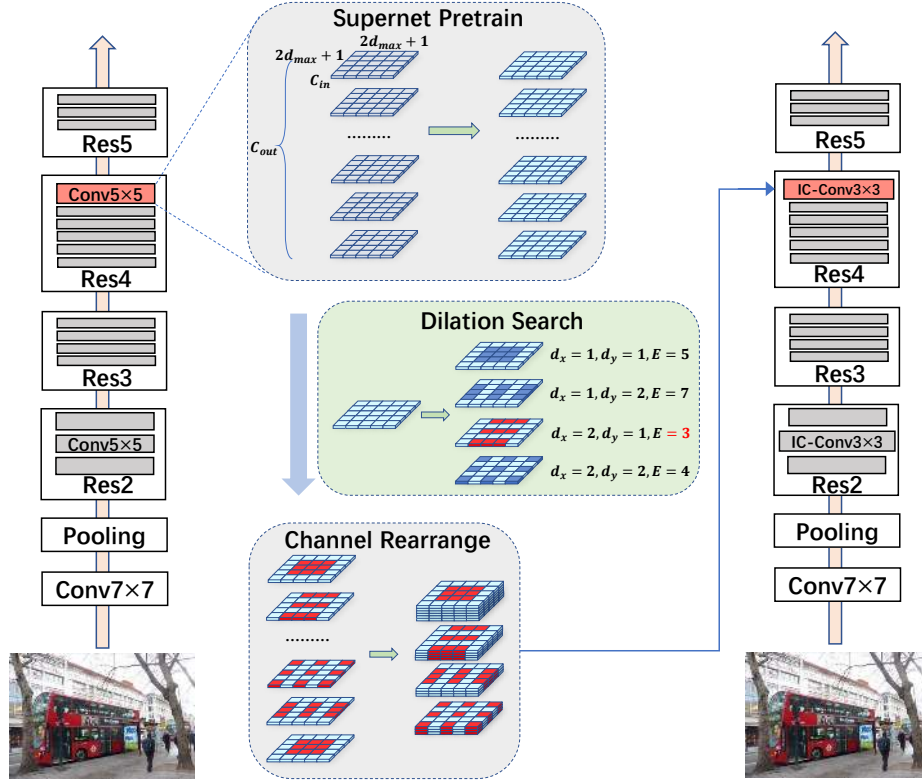 Res5
Conv5×5
Res4
Res3
Conv5×5
Res2
Pooling
Conv7×7
Supernet Pretrain
2d_max + 1
2d_max + 1
C_in
C_out
.........
.........
Dilation Search
d_x = 1, d_y = 1, E = 5
d_x = 1, d_y = 2, E = 7
d_x = 2, d_y = 1, E = 3
d_x = 2, d_y = 2, E = 4
Channel Rearrange
.........
Res5
IC-Conv3×3
Res4
Res3
IC-Conv3×3
Res2
Pooling
Conv7×7